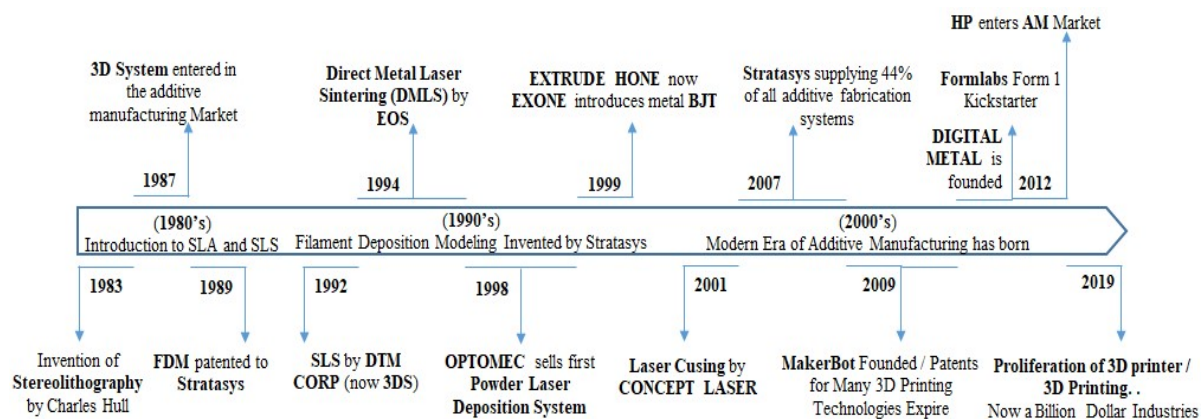 HP enters AM Market
3D System entered in
the additive
manufacturing Market
1987
Direct Metal Laser
Sintering (DMLS) by
EOS
1994
EXTRUDE HONE now
EXONE introduces metal BJT
1999
Stratasys supplying 44%
of all additive fabrication
systems
2007
Formlabs Form 1
Kickstarter
DIGITAL
METAL is
founded
2012
(1980's)
Introduction to SLA and SLS
(1990's)
Filament Deposition Modeling Invented by Stratasys
(2000's)
Modern Era of Additive Manufacturing has born
1983
Invention of
Stereolithography
by Charles Hull
1989
FDM patented to
Stratasys
1992
SLS by DTM
CORP (now 3DS)
1998
OPTOMEC sells first
Powder Laser
Deposition System
2001
Laser Cusing by
CONCEPT LASER
2009
MakerBot Founded / Patents
for Many 3D Printing
Technologies Expire
2019
Proliferation of 3D printer /
3D Printing. .
Now a Billion Dollar Industries